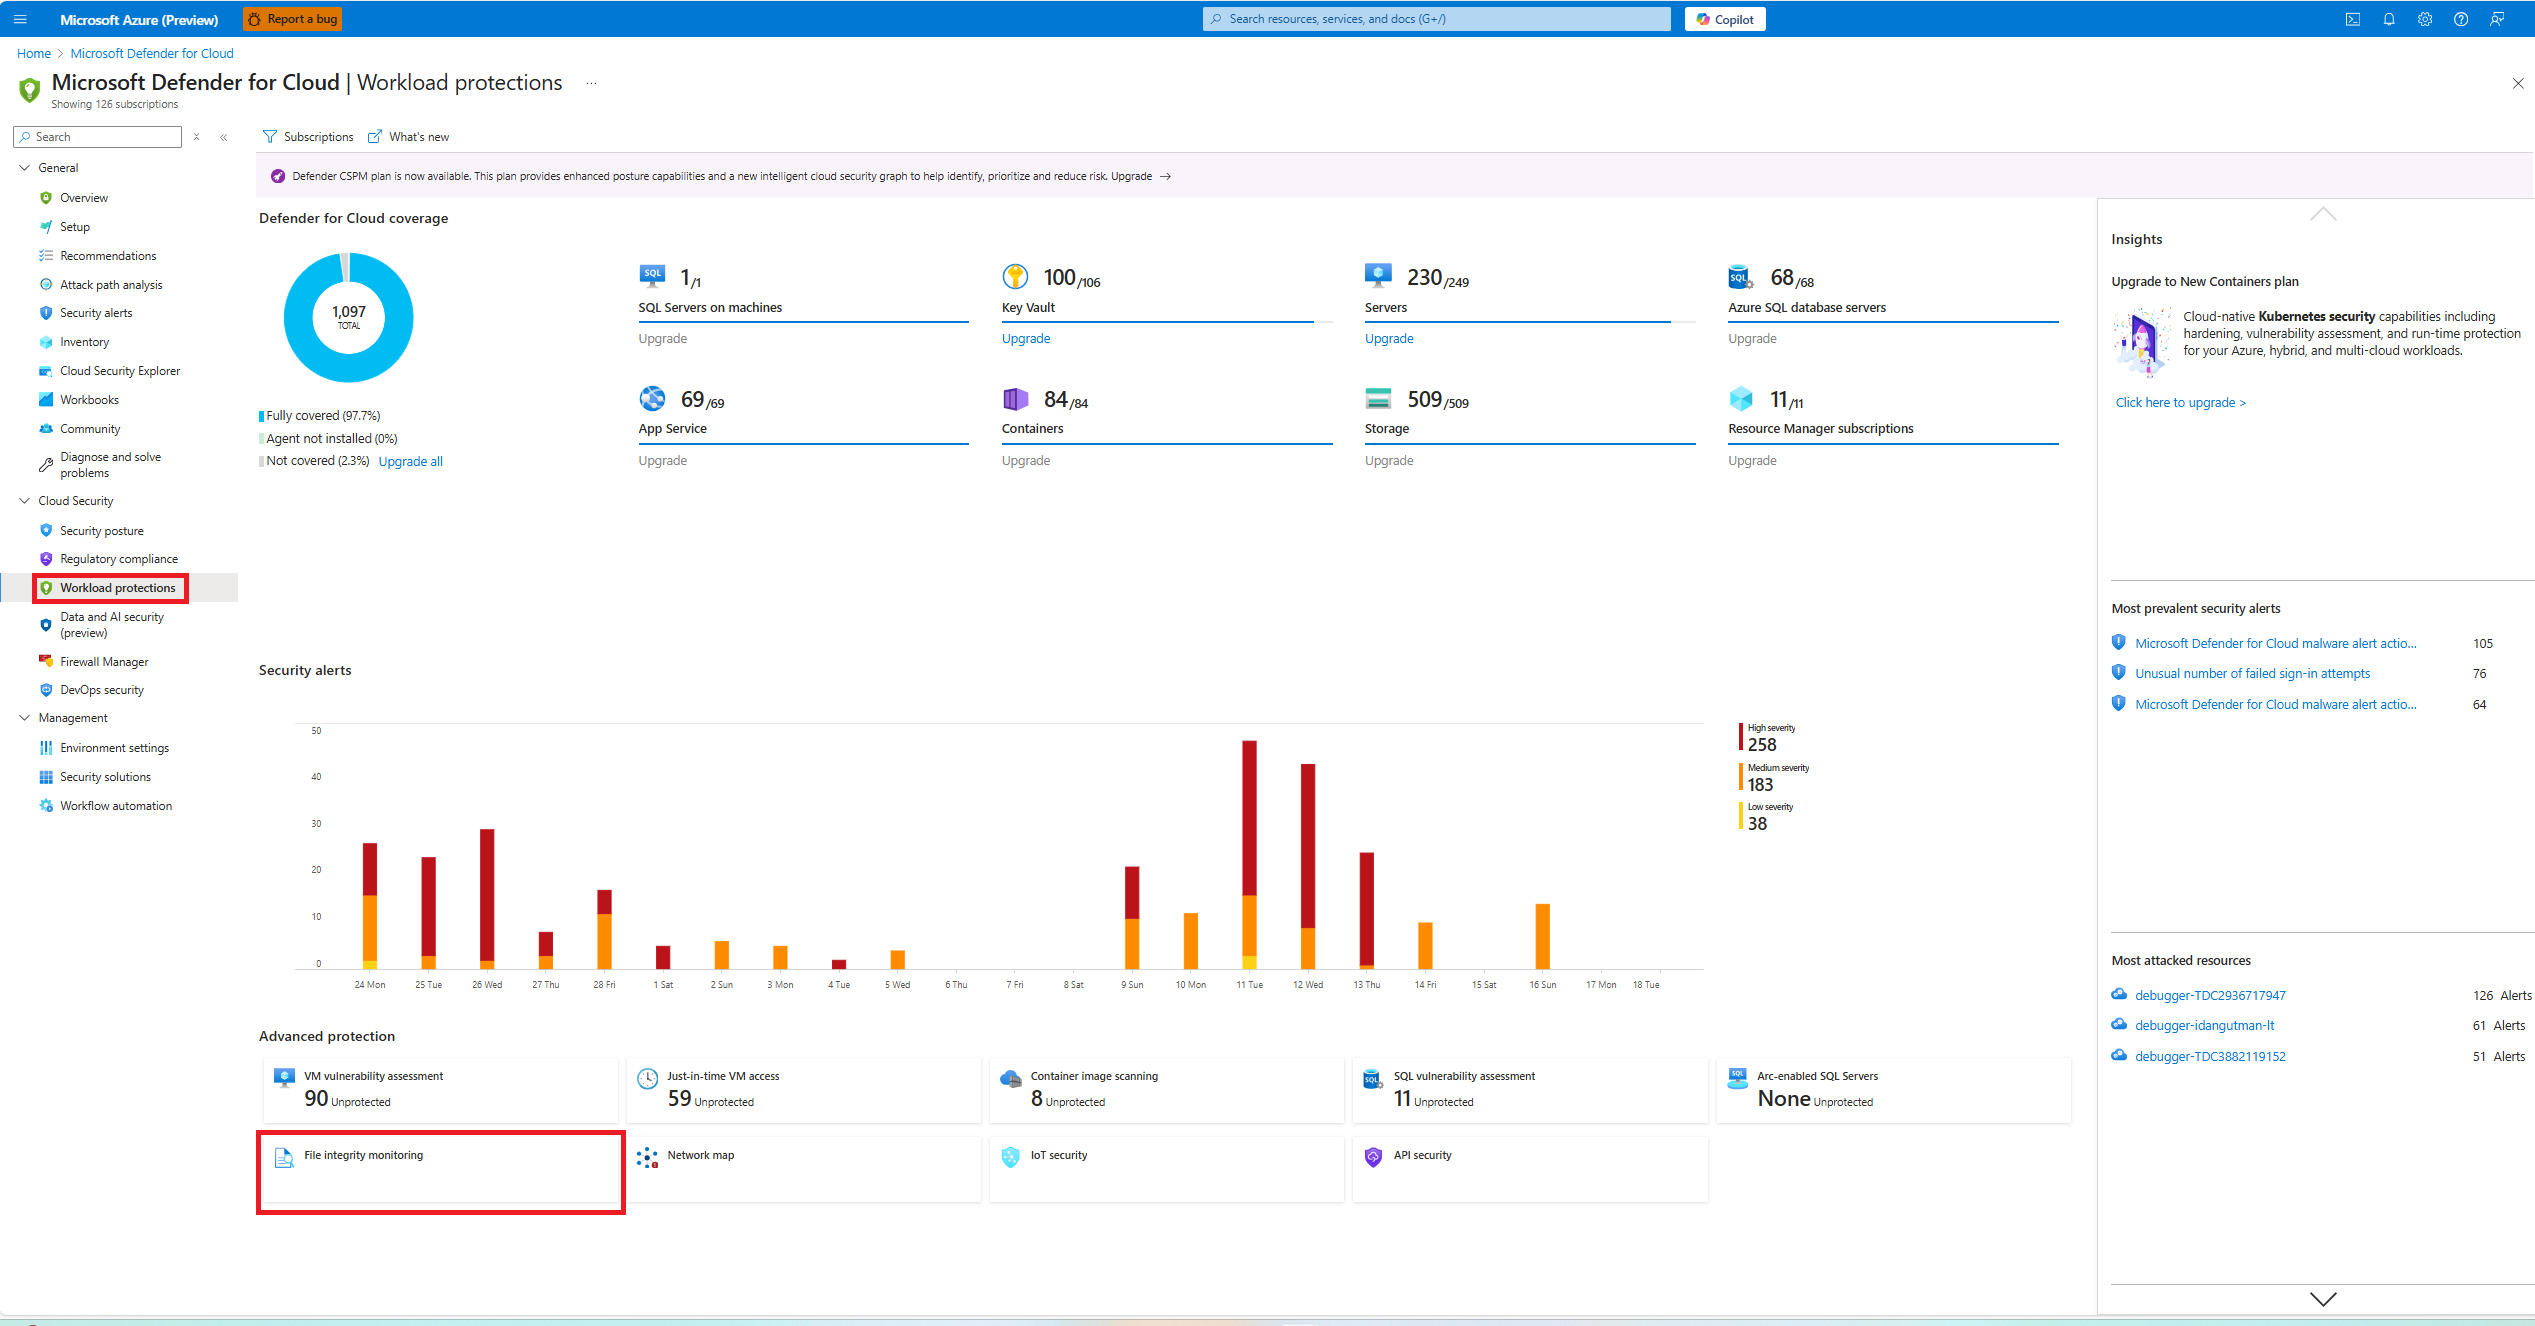 Microsoft Azure (Preview)
Report a bug
Search resources, services, and docs (G+/)
Copilot
Home > Microsoft Defender for Cloud
Microsoft Defender for Cloud | Workload protections ...
Showing 126 subscriptions
Search
General
Overview
Setup
Recommendations
Attack path analysis
Security alerts
Inventory
Cloud Security Explorer
Workbooks
Community
Diagnose and solve
problems
Cloud Security
Security posture
Regulatory compliance
Workload protections
Data and AI security
(preview)
Firewall Manager
DevOps security
Management
Environment settings
Security solutions
Workflow automation
Subscriptions
What's new
Defender CSPM plan is now available. This plan provides enhanced posture capabilities and a new intelligent cloud security graph to help identify, prioritize and reduce risk. Upgrade →
Defender for Cloud coverage
1,097
TOTAL
Fully covered (97.7%)
Agent not installed (0%)
Not covered (2.3%) Upgrade all
SQL
1/1
SQL Servers on machines
Upgrade
100/106
Key Vault
Upgrade
230/249
Servers
Upgrade
SQL
68/68
Azure SQL database servers
Upgrade
69/69
App Service
Upgrade
84/84
Containers
Upgrade
509/509
Storage
Upgrade
11/11
Resource Manager subscriptions
Upgrade
Security alerts
50
40
30
20
10
0
24 Mon 25 Tue 26 Wed 27 Thu 28 Fri 1 Sat 2 Sun 3 Mon 4 Tue 5 Wed 6 Thu 7 Fri 8 Sat 9 Sun 10 Mon 11 Tue 12 Wed 13 Thu 14 Fri 15 Sat 16 Sun 17 Mon 18 Tue
High severity
258
Medium severity
183
Low severity
38
Advanced protection
VM vulnerability assessment
90 Unprotected
Just-in-time VM access
59 Unprotected
Container image scanning
8 Unprotected
SQL
SQL vulnerability assessment
11 Unprotected
SQL
Arc-enabled SQL Servers
None Unprotected
File integrity monitoring
Network map
IoT security
API security
Insights
Upgrade to New Containers plan
Cloud-native Kubernetes security capabilities including
hardening, vulnerability assessment, and run-time protection
for your Azure, hybrid, and multi-cloud workloads.
Click here to upgrade >
Most prevalent security alerts
Microsoft Defender for Cloud malware alert actio... 105
Unusual number of failed sign-in attempts 76
Microsoft Defender for Cloud malware alert actio... 64
Most attacked resources
debugger-TDC2936717947 126 Alerts
debugger-idangutman-lt 61 Alerts
debugger-TDC3882119152 51 Alerts